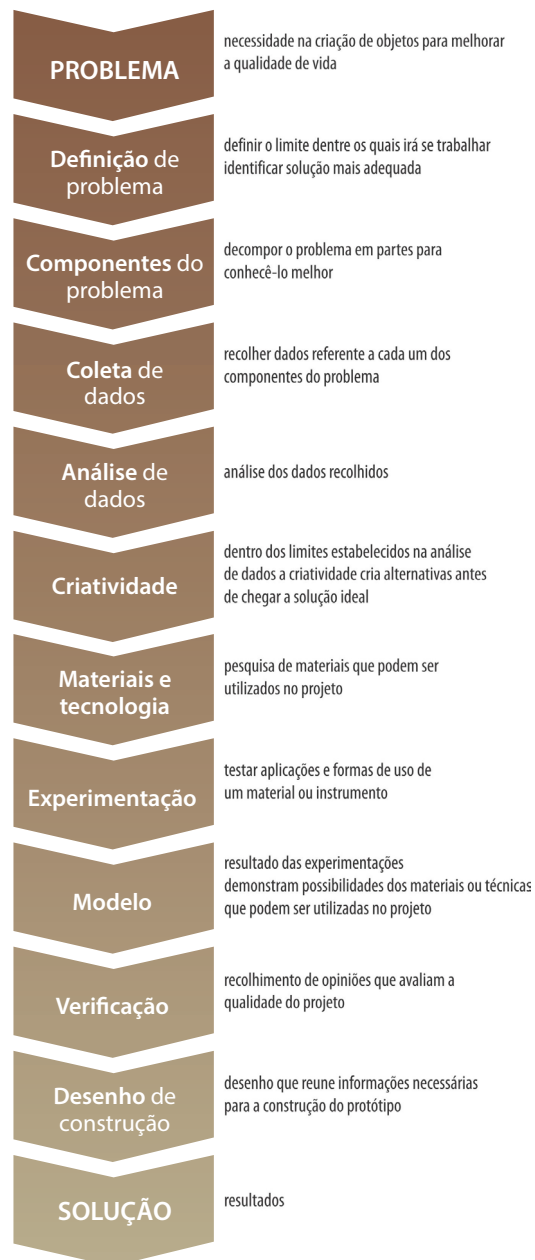 PROBLEMA
necessidade na criação de objetos para melhorar
a qualidade de vida
Definição de
problema
definir o limite dentre os quais irá se trabalhar
identificar solução mais adequada
Componentes do
problema
decompor o problema em partes para
conhecê-lo melhor
Coleta de
dados
recolher dados referente a cada um dos
componentes do problema
Análise de
dados
análise dos dados recolhidos
Criatividade
dentro dos limites estabelecidos na análise
de dados a criatividade cria alternativas antes
de chegar a solução ideal
Materiais e
tecnologia
pesquisa de materiais que podem ser
utilizados no projeto
Experimentação
testar aplicações e formas de uso de
um material ou instrumento
Modelo
resultado das experimentações
demonstram possibilidades dos materiais ou técnicas
que podem ser utilizadas no projeto
Verificação
recolhimento de opiniões que avaliam a
qualidade do projeto
Desenho de
construção
desenho que reune informações necessárias
para a construção do protótipo
SOLUÇÃO
resultados